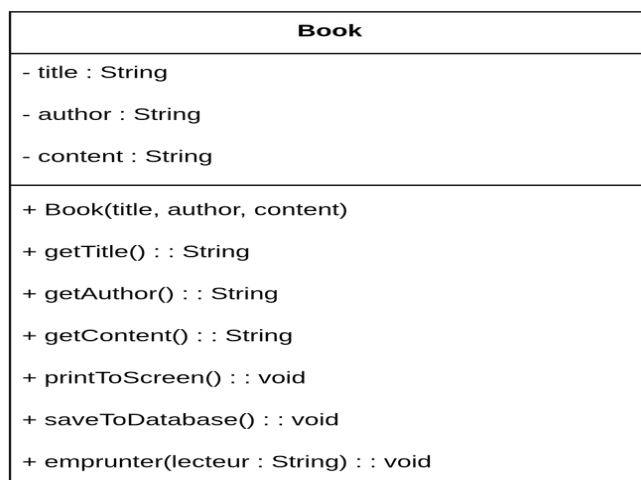 Book
- title : String
- author : String
- content : String
+ Book(title, author, content)
+ getTitle() : : String
+ getAuthor() : : String
+ getContent() : : String
+ printToScreen() : : void
+ saveToDatabase() : : void
+ emprunter(lecteur : String) : : void